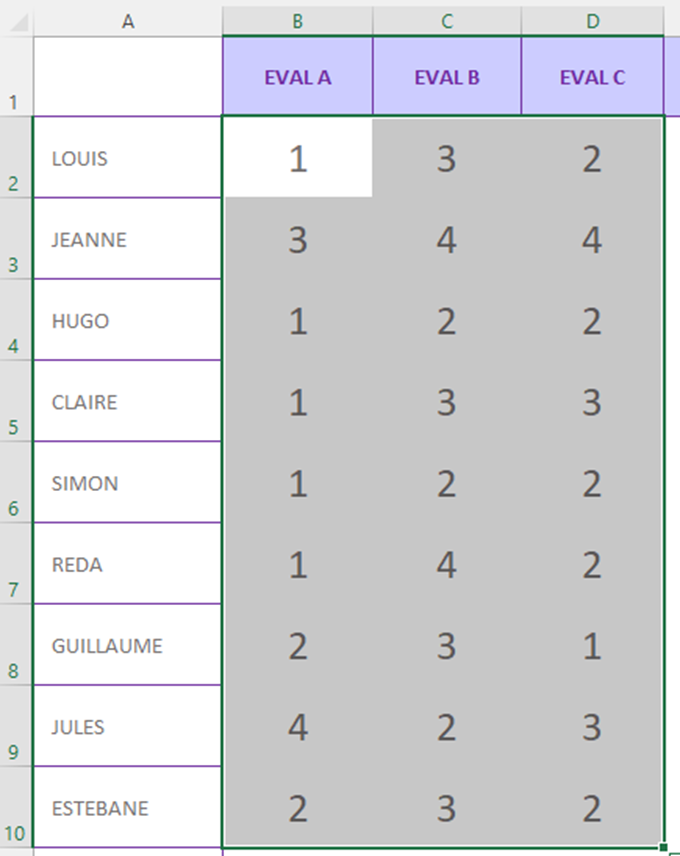 A B C D
1 EVAL A EVAL B EVAL C
2 LOUIS 1 3 2
3 JEANNE 3 4 4
4 HUGO 1 2 2
5 CLAIRE 1 3 3
6 SIMON 1 2 2
7 REDA 1 4 2
8 GUILLAUME 2 3 1
9 JULES 4 2 3
10 ESTEBANE 2 3 2